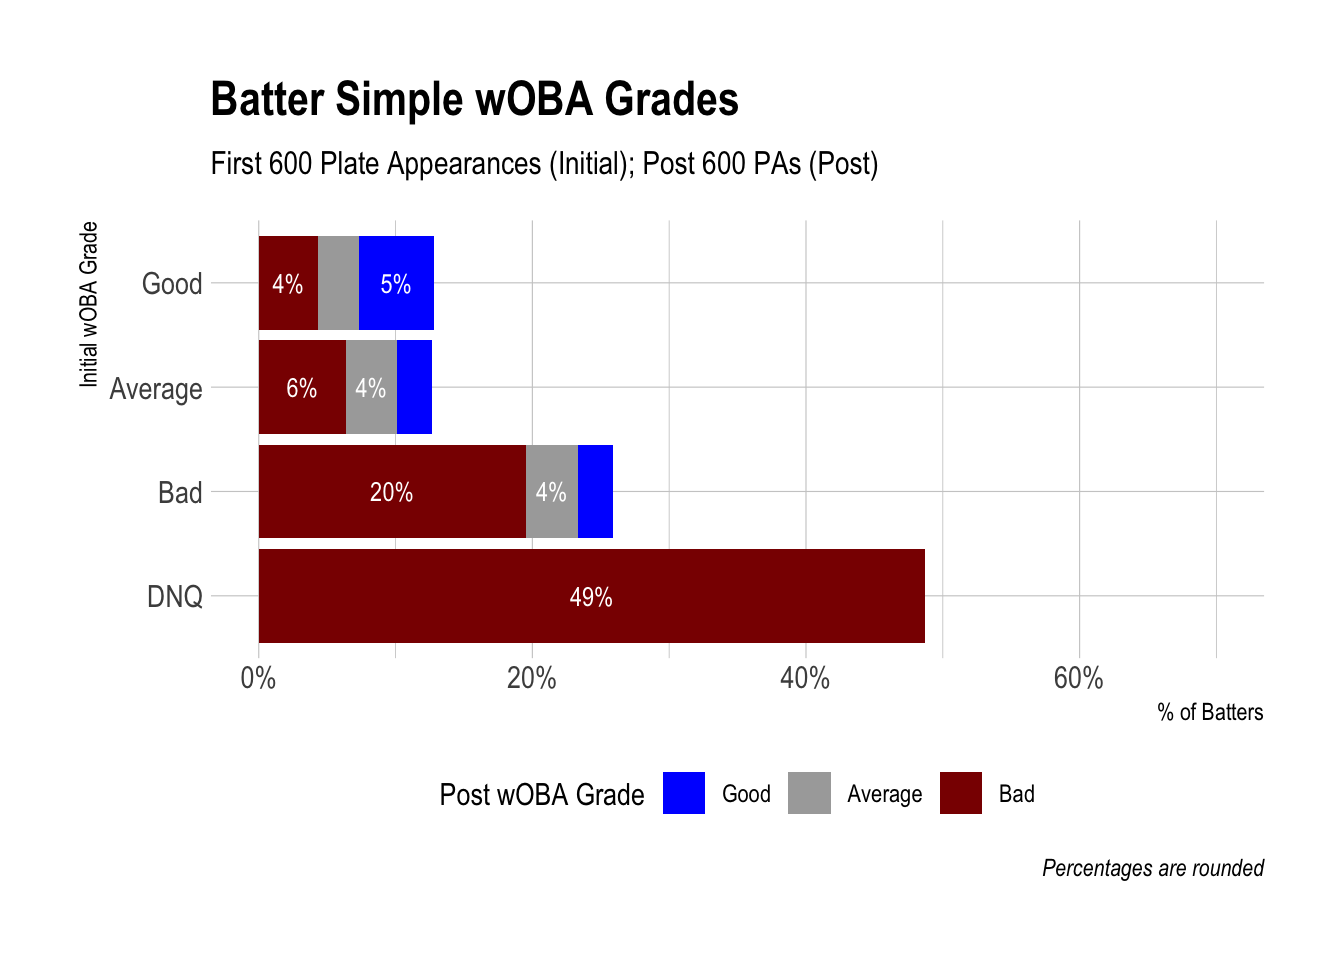 Batter Simple wOBA Grades
First 600 Plate Appearances (Initial); Post 600 PAs (Post)
Initial wOBA Grade
Good
4%
5%
Average
6%
4%
Bad
20%
4%
DNQ
49%
0%
20%
40%
60%
% of Batters
Post wOBA Grade
Good
Average
Bad
Percentages are rounded